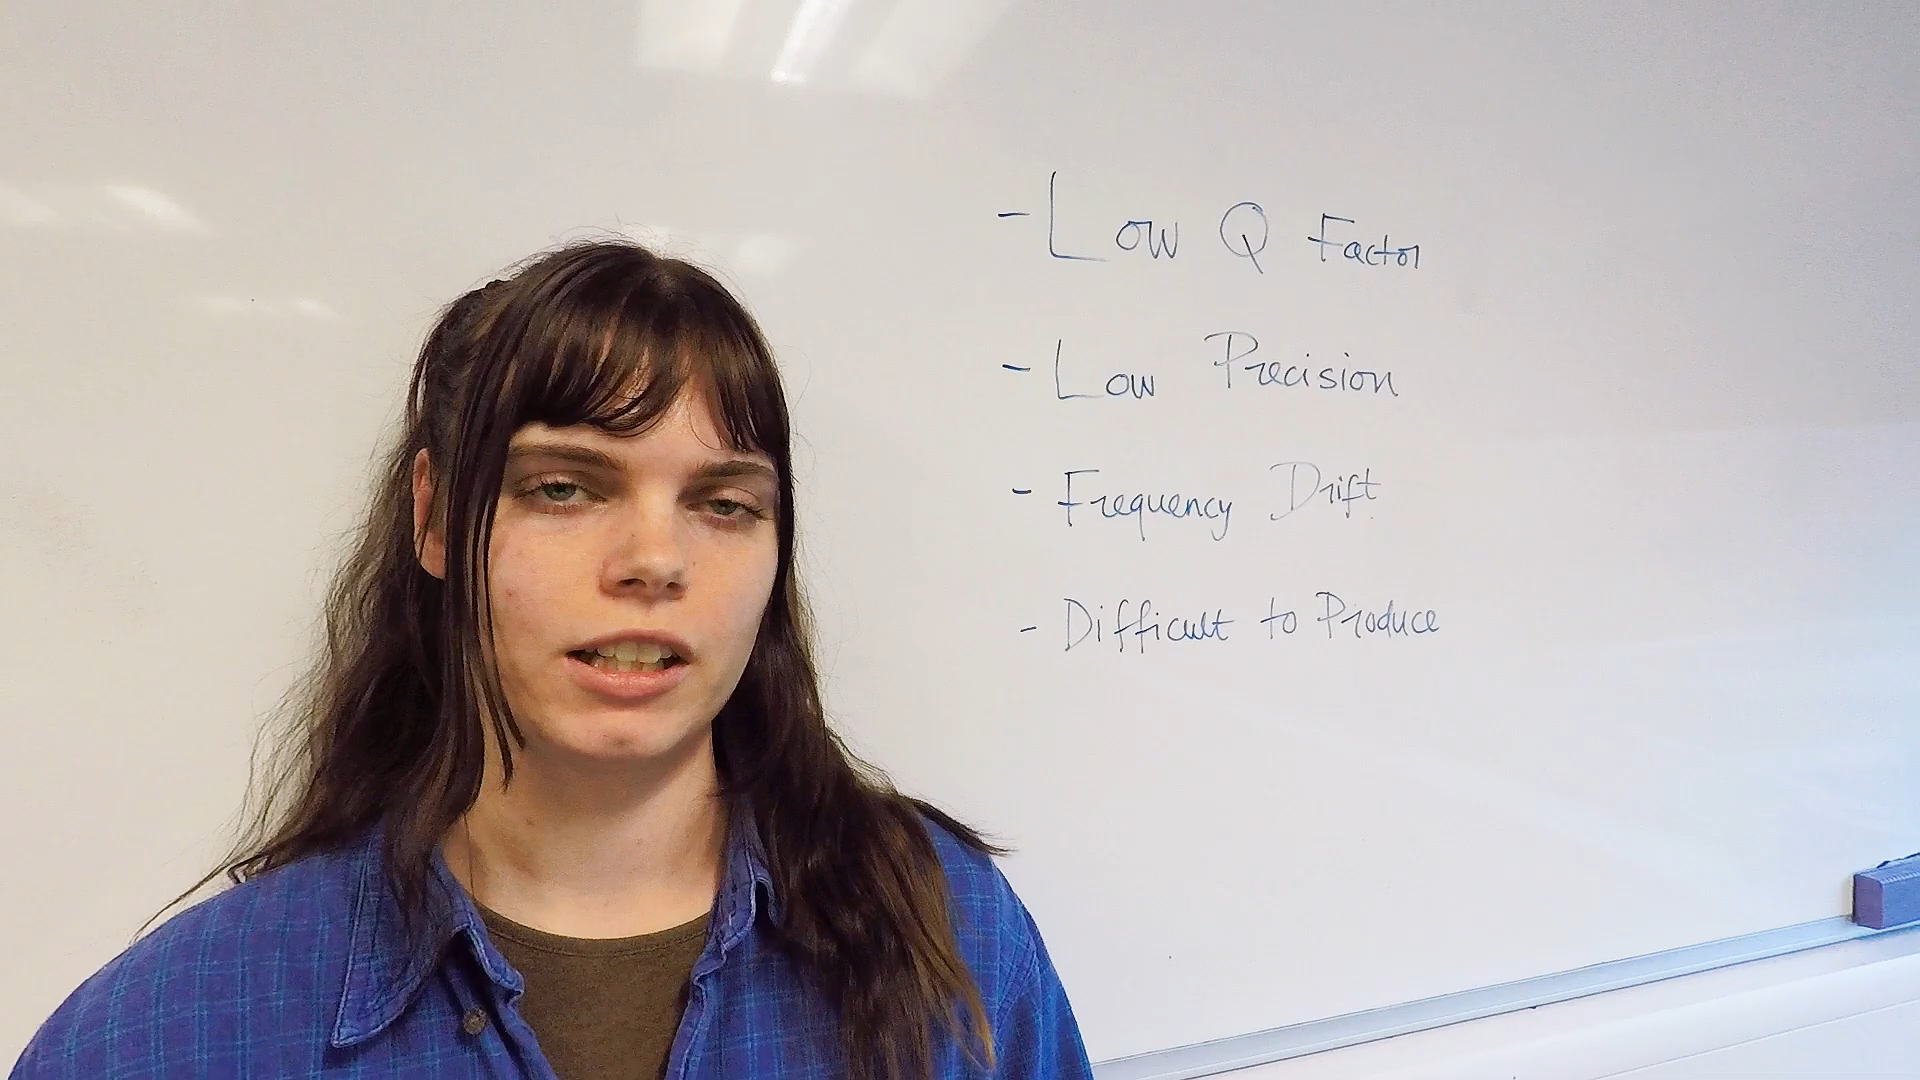 - Low Q Factor
- Low Precision
- Frequency Drift
- Difficult to Produce